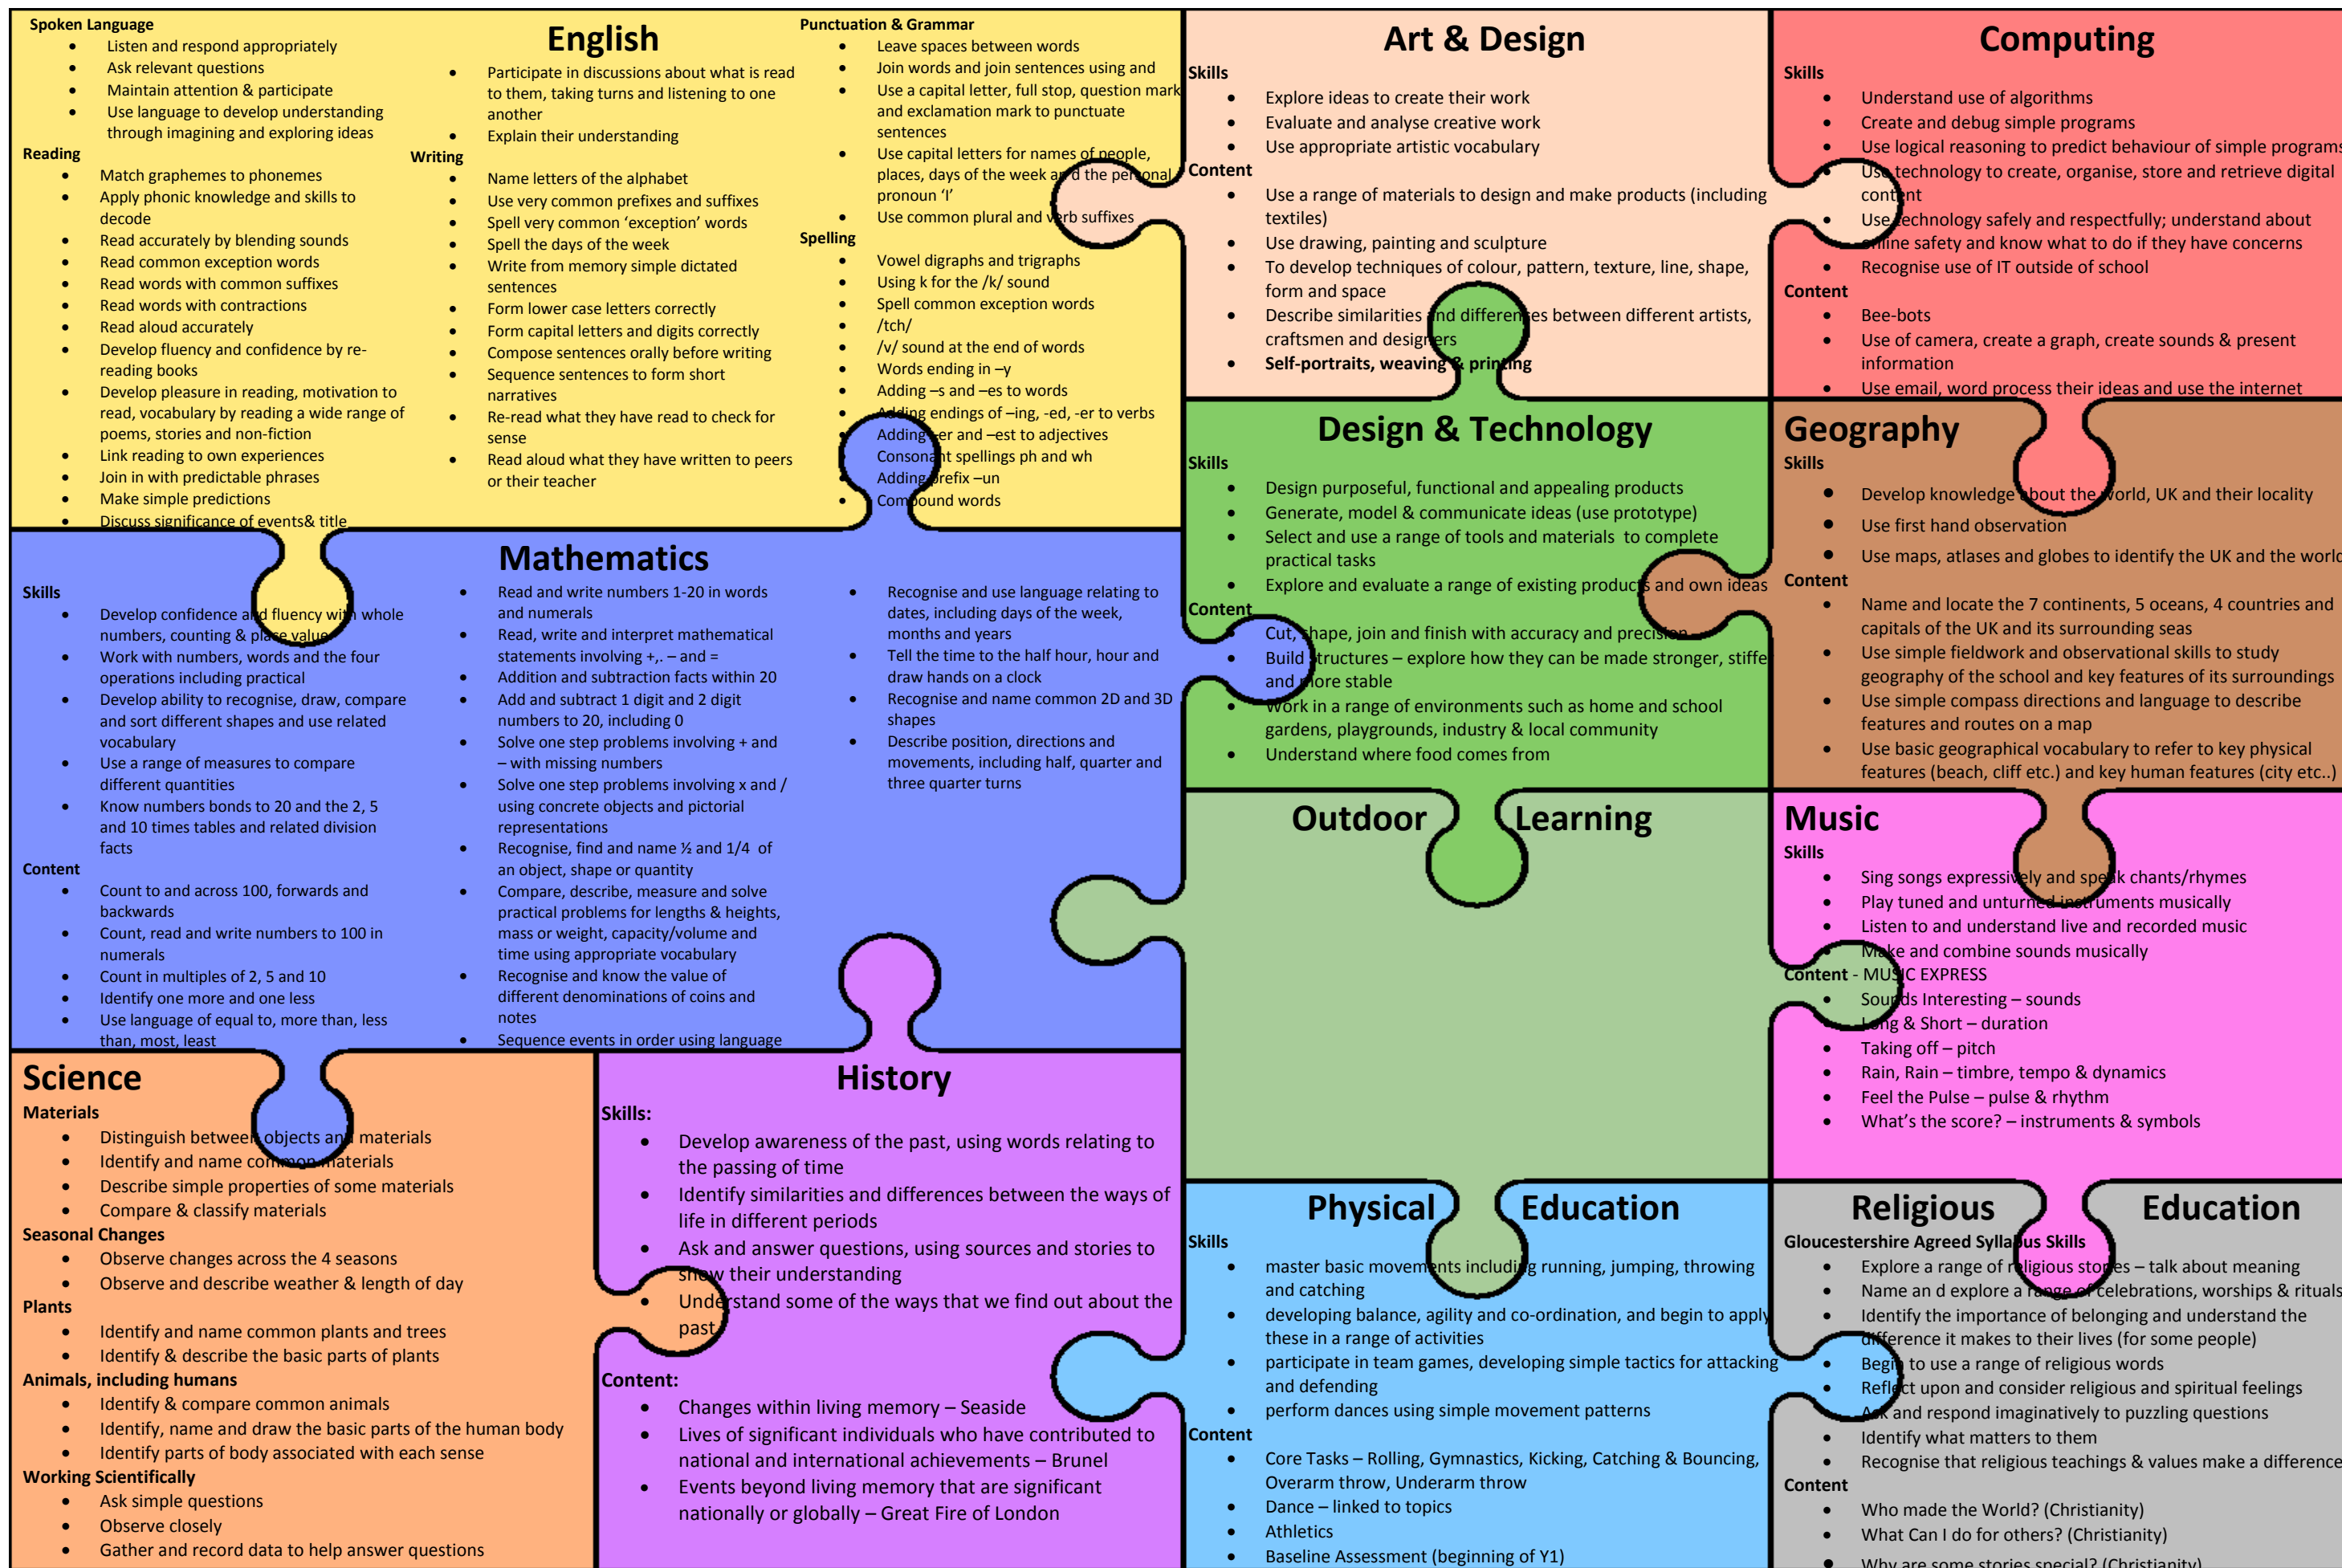 English
Spoken Language
Listen and respond appropriately
Ask relevant questions
Maintain attention & participate
Use language to develop understanding
through imagining and exploring ideas
Reading
Match graphemes to phonemes
Apply phonic knowledge and skills to
decode
Read accurately by blending sounds
Read common exception words
Read words with common suffixes
Read words with contractions
Read aloud accurately
Develop fluency and confidence by re-
reading books
Develop pleasure in reading, motivation to
read, vocabulary by reading a wide range of
poems, stories and non-fiction
Link reading to own experiences
Join in with predictable phrases
Make simple predictions
Discuss significance of events& title
Participate in discussions about what is read
to them, taking turns and listening to one
another
Explain their understanding
Writing
Name letters of the alphabet
Use very common prefixes and suffixes
Spell very common ‘exception’ words
Spell the days of the week
Write from memory simple dictated
sentences
Form lower case letters correctly
Form capital letters and digits correctly
Compose sentences orally before writing
Sequence sentences to form short
narratives
Re-read what they have read to check for
sense
Read aloud what they have written to peers
or their teacher
Punctuation & Grammar
Leave spaces between words
Join words and join sentences using and
Use a capital letter, full stop, question mark
and exclamation mark to punctuate
sentences
Use capital letters for names of people,
places, days of the week and the personal
pronoun ‘I’
Use common plural and verb suffixes
Spelling
Vowel digraphs and trigraphs
Using k for the /k/ sound
Spell common exception words
/tch/
/v/ sound at the end of words
Words ending in –y
Adding –s and –es to words
Adding endings of –ing, -ed, -er to verbs
Adding –er and –est to adjectives
Consonant spellings ph and wh
Adding prefix –un
Compound words
Art & Design
Skills
Explore ideas to create their work
Evaluate and analyse creative work
Use appropriate artistic vocabulary
Content
Use a range of materials to design and make products (including
textiles)
Use drawing, painting and sculpture
To develop techniques of colour, pattern, texture, line, shape,
form and space
Describe similarities and differences between different artists,
craftsmen and designers
Self-portraits, weaving & printing
Computing
Skills
Understand use of algorithms
Create and debug simple programs
Use logical reasoning to predict behaviour of simple programs
Use technology to create, organise, store and retrieve digital
content
Use technology safely and respectfully; understand about
online safety and know what to do if they have concerns
Recognise use of IT outside of school
Content
Bee-bots
Use of camera, create a graph, create sounds & present
information
Use email, word process their ideas and use the internet
Mathematics
Skills
Develop confidence and fluency with whole
numbers, counting & place value
Work with numbers, words and the four
operations including practical
Develop ability to recognise, draw, compare
and sort different shapes and use related
vocabulary
Use a range of measures to compare
different quantities
Know numbers bonds to 20 and the 2, 5
and 10 times tables and related division
facts
Content
Count to and across 100, forwards and
backwards
Count, read and write numbers to 100 in
numerals
Count in multiples of 2, 5 and 10
Identify one more and one less
Use language of equal to, more than, less
than, most, least
Read and write numbers 1-20 in words
and numerals
Read, write and interpret mathematical
statements involving +,. – and =
Addition and subtraction facts within 20
Add and subtract 1 digit and 2 digit
numbers to 20, including 0
Solve one step problems involving + and
– with missing numbers
Solve one step problems involving x and /
using concrete objects and pictorial
representations
Recognise, find and name ½ and 1/4 of
an object, shape or quantity
Compare, describe, measure and solve
practical problems for lengths & heights,
mass or weight, capacity/volume and
time using appropriate vocabulary
Recognise and know the value of
different denominations of coins and
notes
Sequence events in order using language
Recognise and use language relating to
dates, including days of the week,
months and years
Tell the time to the half hour, hour and
draw hands on a clock
Recognise and name common 2D and 3D
shapes
Describe position, directions and
movements, including half, quarter and
three quarter turns
Design & Technology
Skills
Design purposeful, functional and appealing products
Generate, model & communicate ideas (use prototype)
Select and use a range of tools and materials to complete
practical tasks
Explore and evaluate a range of existing products and own ideas
Content
Cut, shape, join and finish with accuracy and precision
Build structures – explore how they can be made stronger, stiffe
and more stable
Work in a range of environments such as home and school
gardens, playgrounds, industry & local community
Understand where food comes from
Geography
Skills
Develop knowledge about the world, UK and their locality
Use first hand observation
Use maps, atlases and globes to identify the UK and the world
Content
Name and locate the 7 continents, 5 oceans, 4 countries and
capitals of the UK and its surrounding seas
Use simple fieldwork and observational skills to study
geography of the school and key features of its surroundings
Use simple compass directions and language to describe
features and routes on a map
Use basic geographical vocabulary to refer to key physical
features (beach, cliff etc.) and key human features (city etc..)
Outdoor Learning
Music
Skills
Sing songs expressively and speak chants/rhymes
Play tuned and unturned instruments musically
Listen to and understand live and recorded music
Make and combine sounds musically
Content - MUSIC EXPRESS
Sounds Interesting – sounds
Long & Short – duration
Taking off – pitch
Rain, Rain – timbre, tempo & dynamics
Feel the Pulse – pulse & rhythm
What’s the score? – instruments & symbols
Science
Materials
Distinguish between objects and materials
Identify and name common materials
Describe simple properties of some materials
Compare & classify materials
Seasonal Changes
Observe changes across the 4 seasons
Observe and describe weather & length of day
Plants
Identify and name common plants and trees
Identify & describe the basic parts of plants
Animals, including humans
Identify & compare common animals
Identify, name and draw the basic parts of the human body
Identify parts of body associated with each sense
Working Scientifically
Ask simple questions
Observe closely
Gather and record data to help answer questions
History
Skills:
Develop awareness of the past, using words relating to
the passing of time
Identify similarities and differences between the ways of
life in different periods
Ask and answer questions, using sources and stories to
show their understanding
Understand some of the ways that we find out about the
past
Content:
Changes within living memory – Seaside
Lives of significant individuals who have contributed to
national and international achievements – Brunel
Events beyond living memory that are significant
nationally or globally – Great Fire of London
Physical Education
Skills
master basic movements including running, jumping, throwing
and catching
developing balance, agility and co-ordination, and begin to apply
these in a range of activities
participate in team games, developing simple tactics for attacking
and defending
perform dances using simple movement patterns
Content
Core Tasks – Rolling, Gymnastics, Kicking, Catching & Bouncing,
Overarm throw, Underarm throw
Dance – linked to topics
Athletics
Baseline Assessment (beginning of Y1)
Religious Education
Gloucestershire Agreed Syllabus Skills
Explore a range of religious stories – talk about meaning
Name an d explore a range of celebrations, worships & rituals
Identify the importance of belonging and understand the
difference it makes to their lives (for some people)
Begin to use a range of religious words
Reflect upon and consider religious and spiritual feelings
Ask and respond imaginatively to puzzling questions
Identify what matters to them
Recognise that religious teachings & values make a difference
Content
Who made the World? (Christianity)
What Can I do for others? (Christianity)
Why are some stories special? (Christianity)